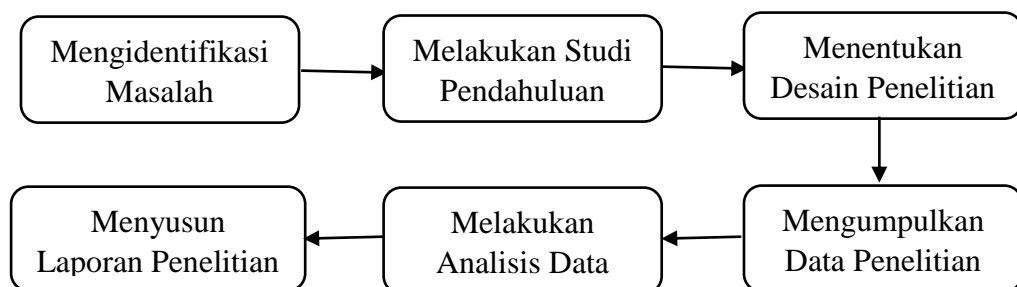 Mengidentifikasi
Masalah
Melakukan Studi
Pendahuluan
Menentukan
Desain Penelitian
Mengumpulkan
Data Penelitian
Melakukan
Analisis Data
Menyusun
Laporan Penelitian